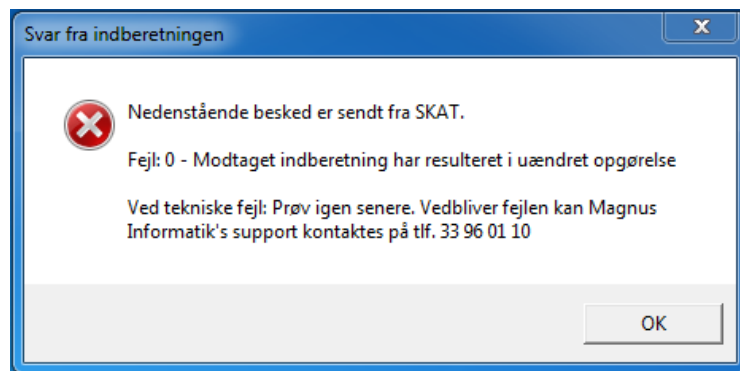 Svar fra indberetningen
Nedenstående besked er sendt fra SKAT.
Fejl: 0 - Modtaget indberetning har resulteret i uændret opgørelse
Ved tekniske fejl: Prøv igen senere. Vedbliver fejlen kan Magnus
Informatik's support kontaktes på tlf. 33 96 01 10
OK